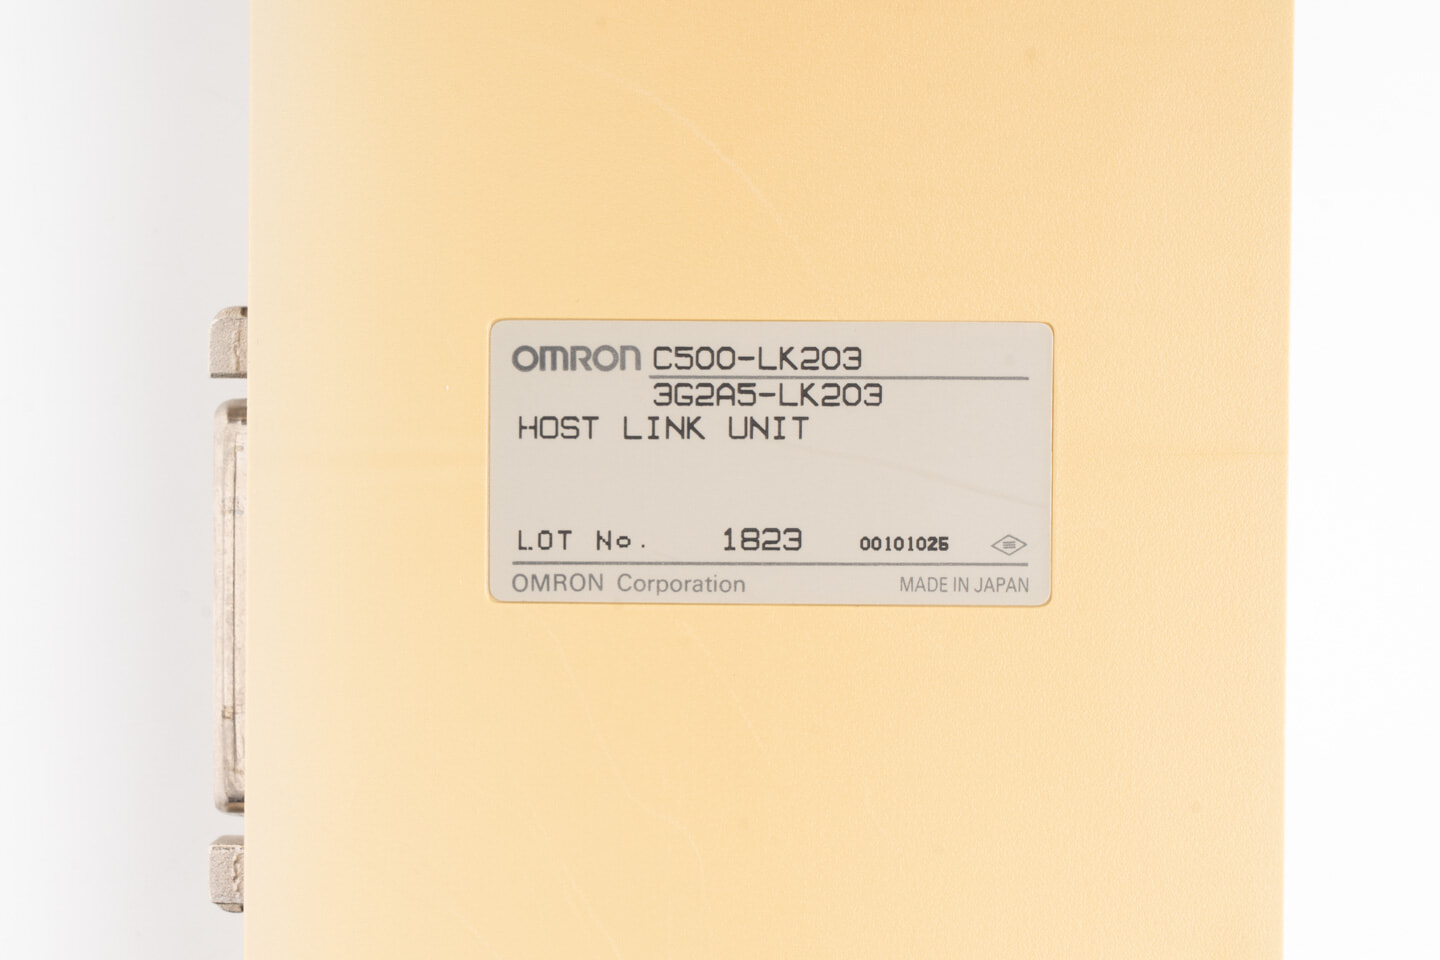 OMRON C500-LK203
3G2A5-LK203
HOST LINK UNIT
LOT No. 1823 00101025
OMRON Corporation MADE IN JAPAN